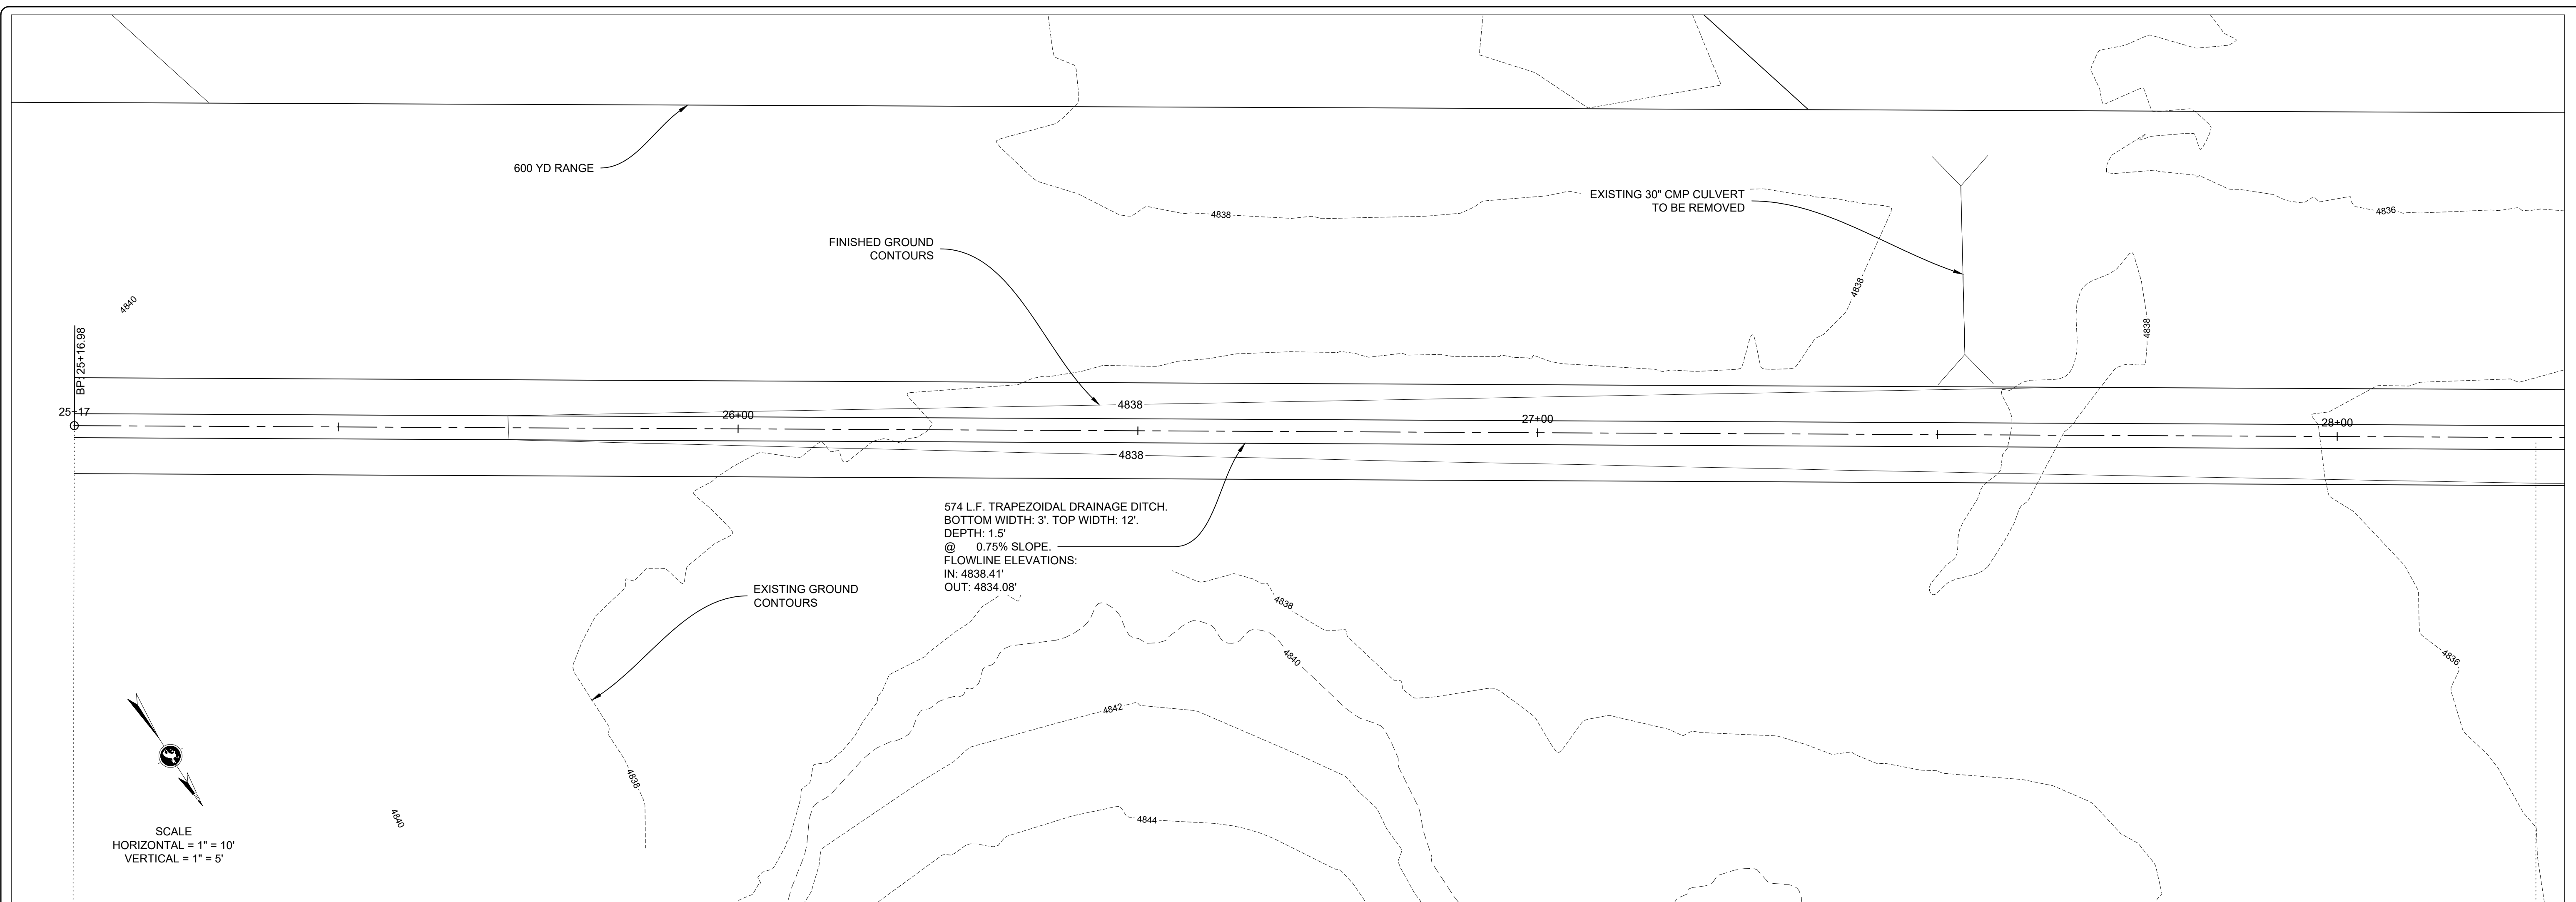 600 YD RANGE
4838
EXISTING 30" CMP CULVERT
TO BE REMOVED
4836
FINISHED GROUND
CONTOURS
4838
4840
4838
BP: 25+16.98
25+17
26+00
4838
27+00
28+00
4838
574 L.F. TRAPEZOIDAL DRAINAGE DITCH.
BOTTOM WIDTH: 3'. TOP WIDTH: 12'.
DEPTH: 1.5'
@ 0.75% SLOPE.
FLOWLINE ELEVATIONS:
IN: 4838.41'
OUT: 4834.08'
EXISTING GROUND
CONTOURS
4838
4840
4836
4842
4838
4840
4844
SCALE
HORIZONTAL = 1" = 10'
VERTICAL = 1" = 5'